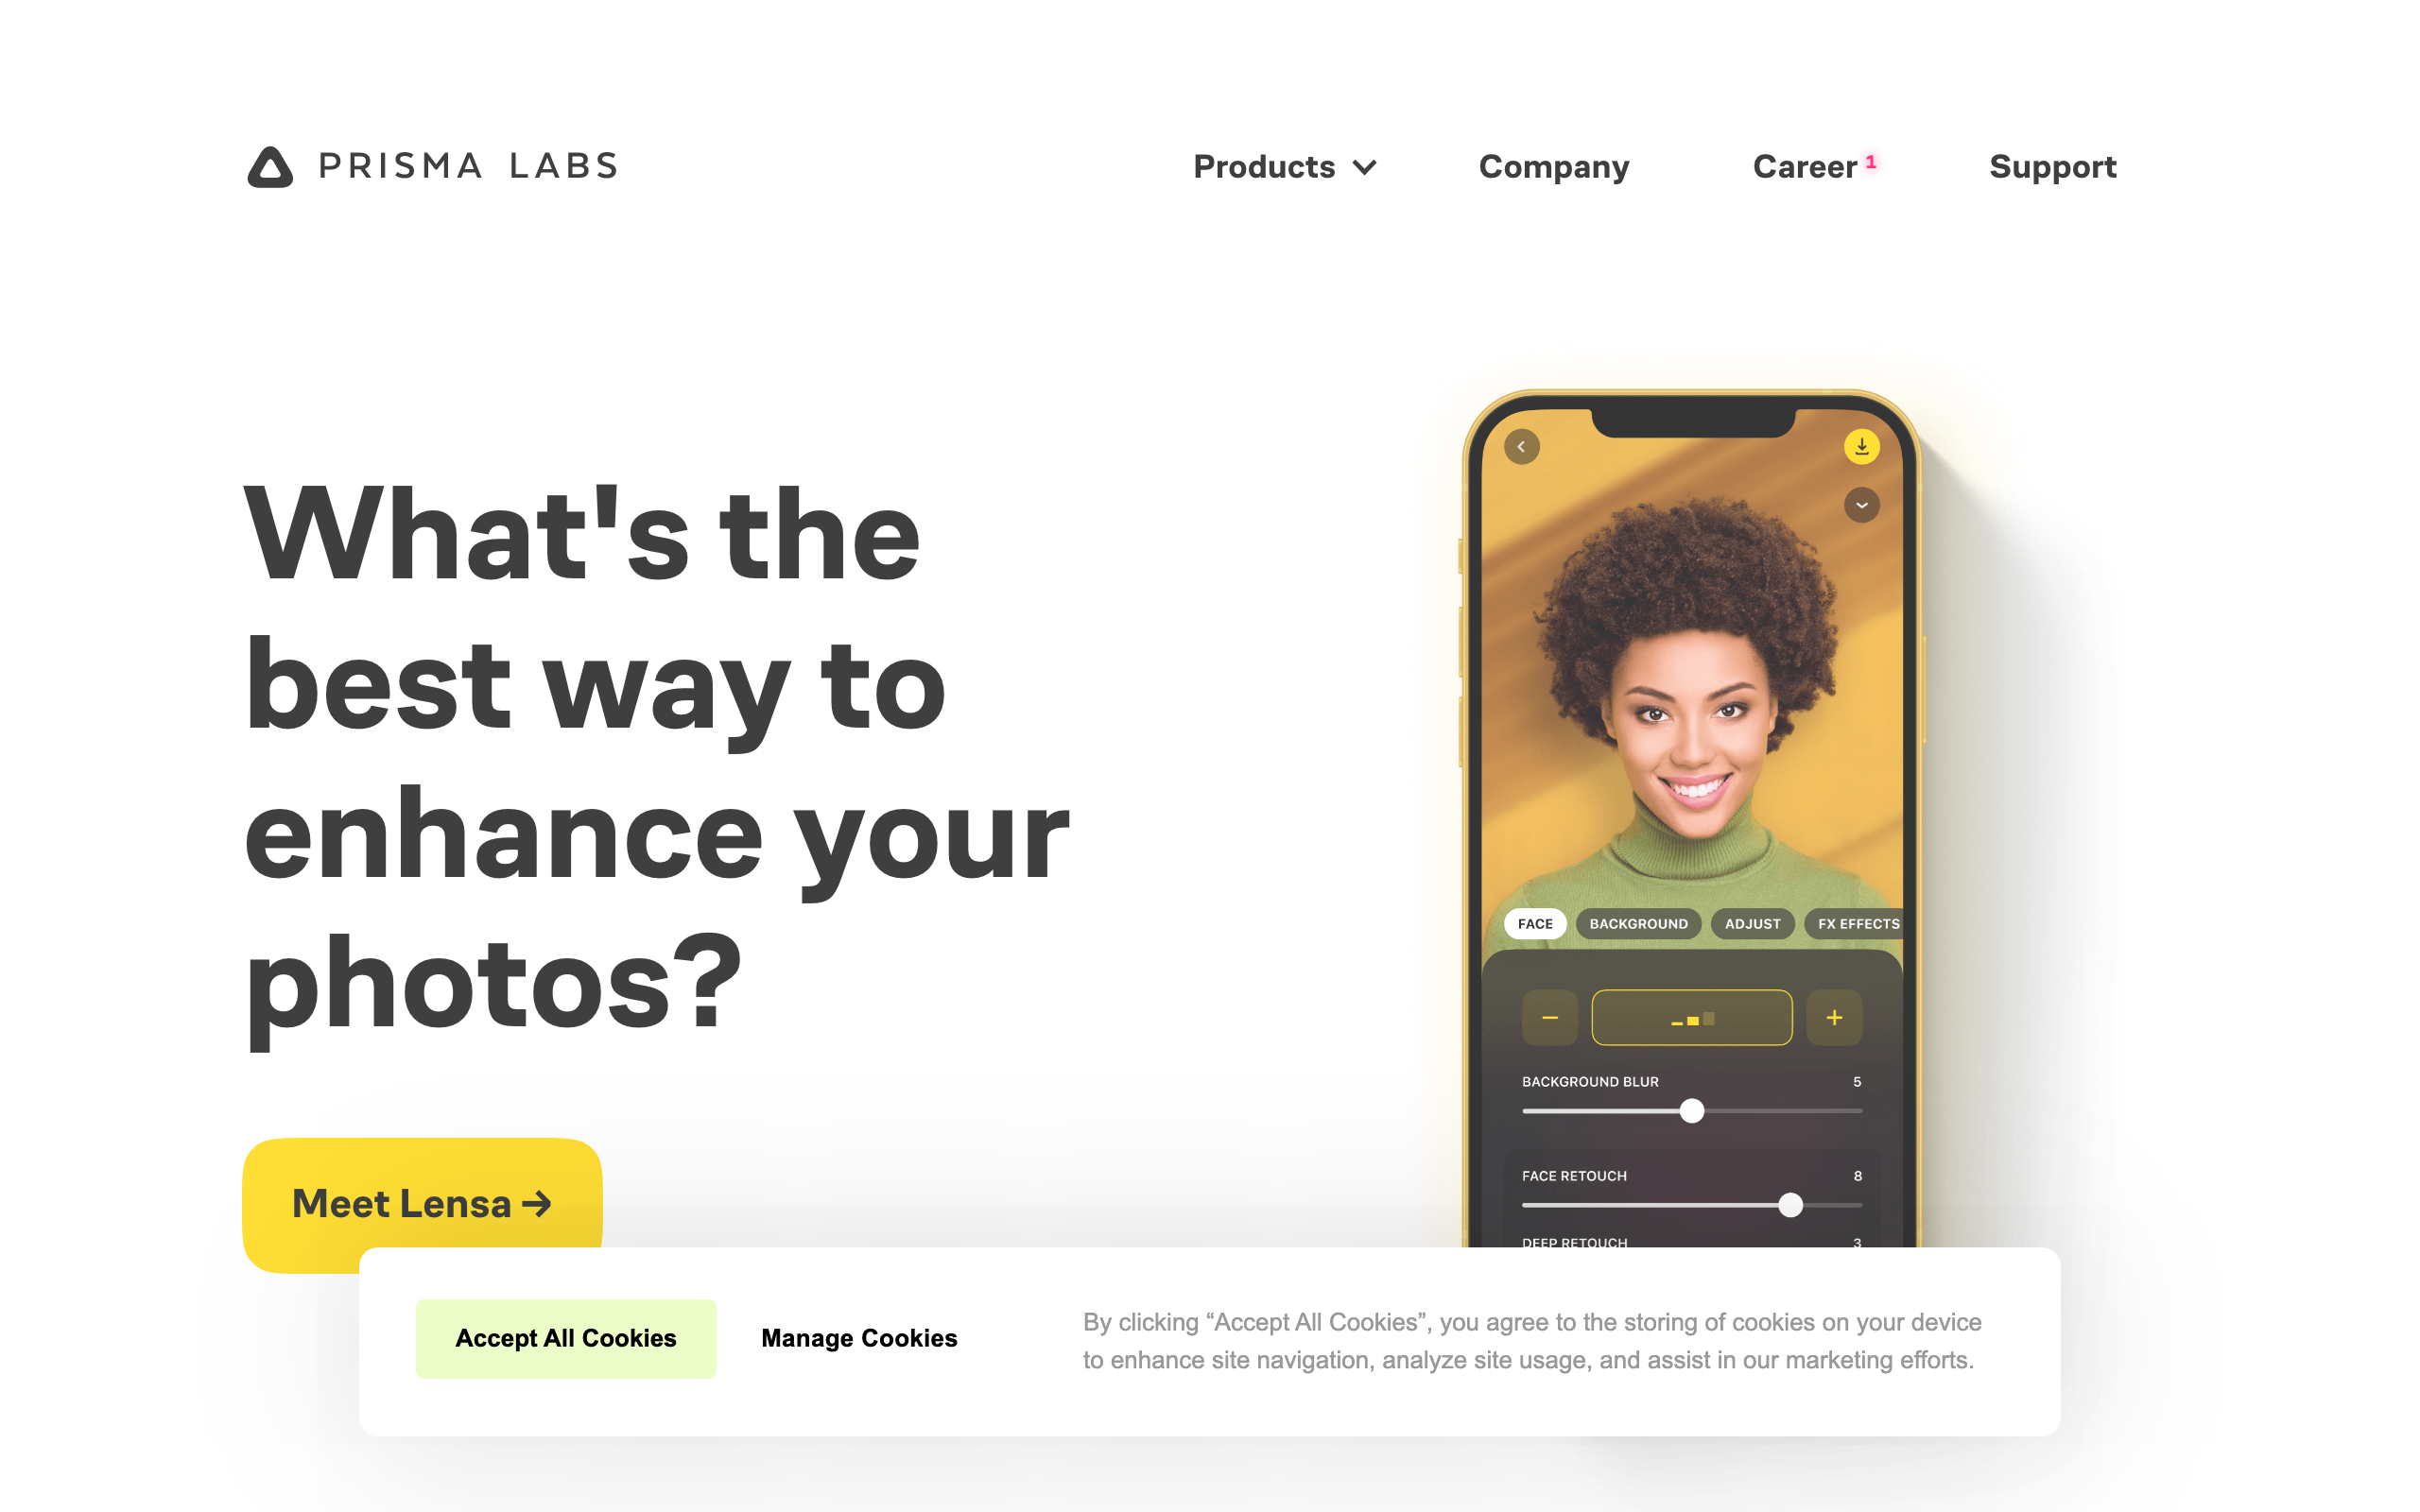 PRISMA LABS
Products
Company
Career 1
Support
What's the
best way to
enhance your
photos?
Meet Lensa →
FACE
BACKGROUND
ADJUST
FX EFFECTS
BACKGROUND BLUR 5
FACE RETOUCH 8
DEEP RETOUCH 3
Accept All Cookies
Manage Cookies
By clicking “Accept All Cookies”, you agree to the storing of cookies on your device
to enhance site navigation, analyze site usage, and assist in our marketing efforts.